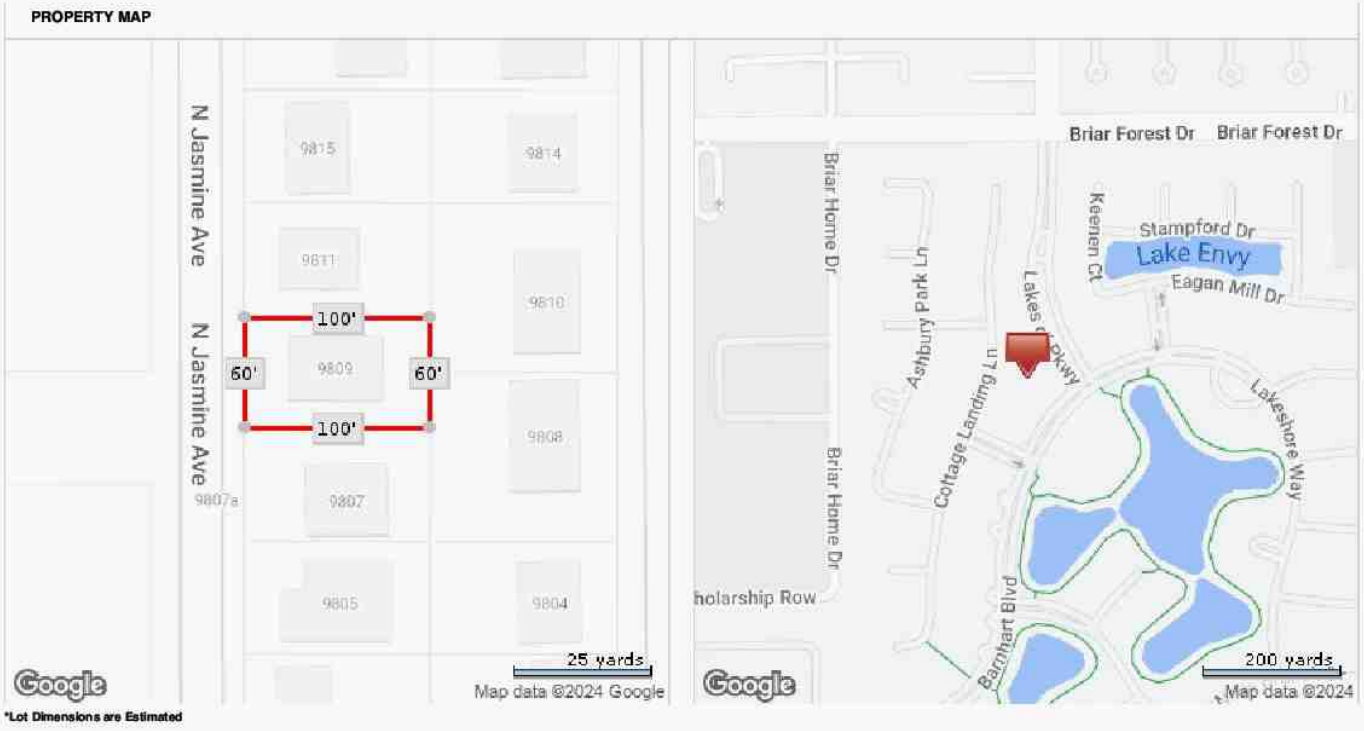 PROPERTY MAP
N Jasmine Ave
N Jasmine Ave
9815
9814
9811
9810
100'
60'
9809
60'
100'
9808
9807
9807a
9805
9804
25 yards
Google
Map data ©2024 Google
Briar Forest Dr
Briar Forest Dr
Briar Home Dr
Keenen Ct
Stampford Dr
Lake Envy
Eagan Mill Dr
Ashbury Park Ln
Lakes of Pkwy
Cottage Landing Ln
Lakeshore Way
Briar Home Dr
holarship Row
Barnhart Blvd
200 yards
Google
Map data ©2024
*Lot Dimensions are Estimated